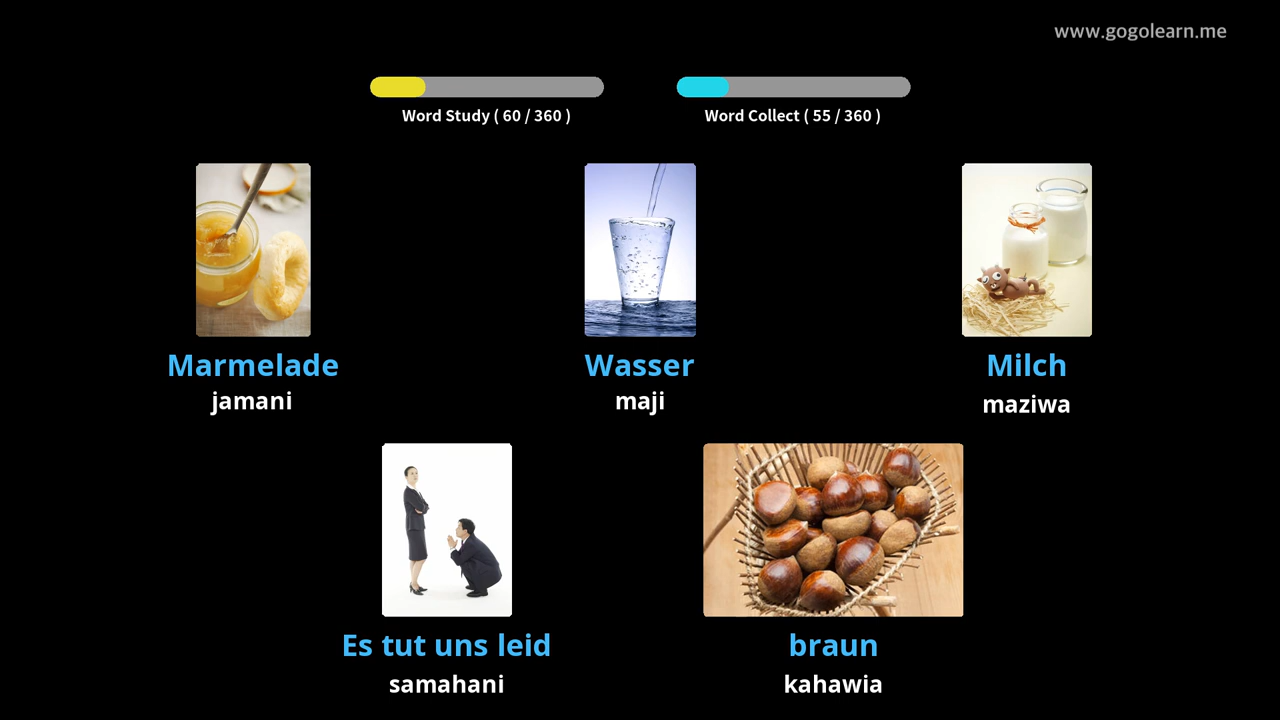 www.gogolearn.me
Word Study ( 60 / 360 )
Word Collect ( 55 / 360 )
Marmelade
jamani
Wasser
maji
Milch
maziwa
Es tut uns leid
samahani
braun
kahawia